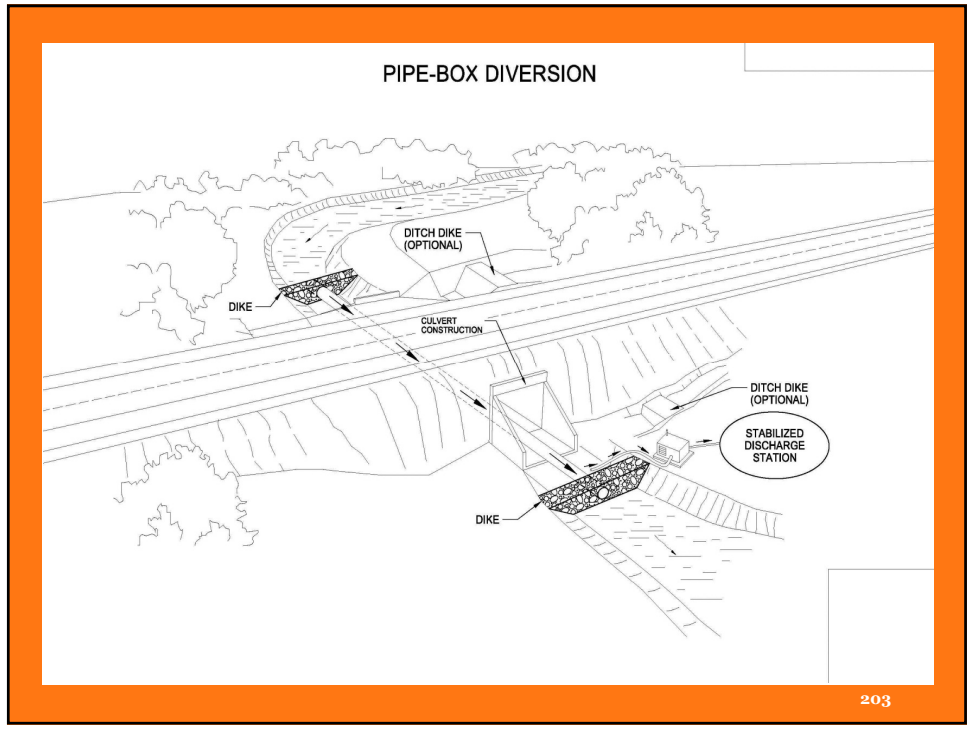 PIPE-BOX DIVERSION
DITCH DIKE
(OPTIONAL)
DIKE
CULVERT
CONSTRUCTION
DITCH DIKE
(OPTIONAL)
STABILIZED
DISCHARGE
STATION
DIKE
203